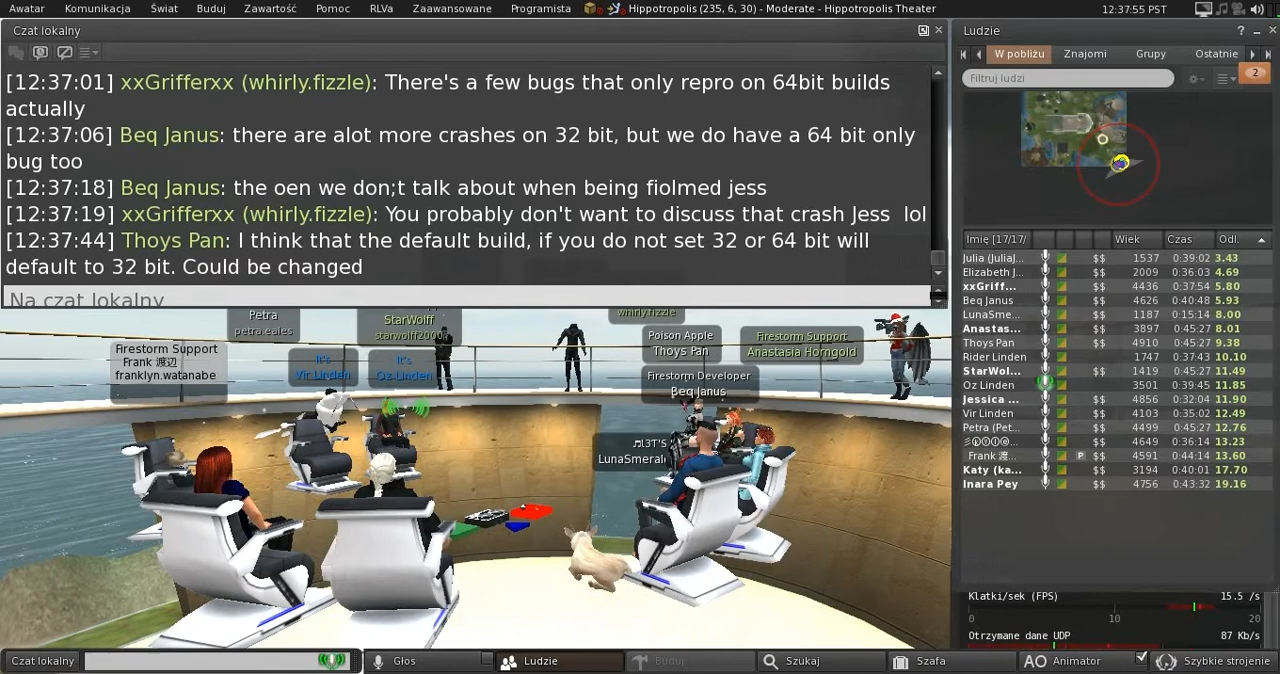 Awatar Komunikacja Świat Buduj Zawartość Pomoc RLVa Zaawansowane Programista Hippotropolis (235, 6, 30) - Moderate - Hippotropolis Theater 12:37:55 PST
Czat lokalny
[12:37:01] xxGrifferxx (whirly.fizzle): There's a few bugs that only repro on 64bit builds
actually
[12:37:06] Beq Janus: there are alot more crashes on 32 bit, but we do have a 64 bit only
bug too
[12:37:18] Beq Janus: the oen we don;t talk about when being fiolmed jess
[12:37:19] xxGrifferxx (whirly.fizzle): You probably don't want to discuss that crash Jess  lol
[12:37:44] Thoys Pan: I think that the default build, if you do not set 32 or 64 bit will
default to 32 bit. Could be changed
Na czat lokalny
Petra
petra.eales
StarWolff
whirly.fizzle
Poison Apple
Thoys Pan
Firestorm Support
Anastasia Horngold
Firestorm Support
Frank 渡辺
franklyn.watanabe
It's
Vir Linden
It's
Oz Linden
Firestorm Developer
Beq Janus
♬l3T'S
LunaSmeral
Ludzie
W pobliżu Znajomi Grupy Ostatnie
Filtruj ludzi
2
Imię [17/17/ Wiek Czas Odl.
Julia (JuliaJ... $$ 1537 0:39:02 3.43
Elizabeth J... $$ 2009 0:36:03 4.69
xxGriff... $$ 4436 0:37:54 5.80
Beq Janus $$ 4626 0:40:48 5.93
LunaSme... $$ 1187 0:15:14 8.00
Anastas... $$ 3897 0:45:27 8.01
Thoys Pan $$ 4910 0:45:27 9.38
Rider Linden 1747 0:37:43 10.10
StarWol... $$ 1419 0:45:27 11.49
Oz Linden 3501 0:39:45 11.85
Jessica ... $$ 4856 0:32:04 11.90
Vir Linden $$ 4103 0:35:02 12.49
Petra (Pet... $$ 4499 0:45:27 12.76
$$ 4649 0:36:14 13.23
Frank 渡... P $$ 4591 0:44:14 13.60
Katy (ka... $$ 3194 0:40:01 17.70
Inara Pey $$ 4756 0:43:32 19.16
Klatki/sek (FPS) 15.5 /s
0 10 20
Otrzymane dane UDP 87 Kb/s
Czat lokalny Głos Ludzie Buduj Szukaj Szafa AO Animator Szybkie strojenie